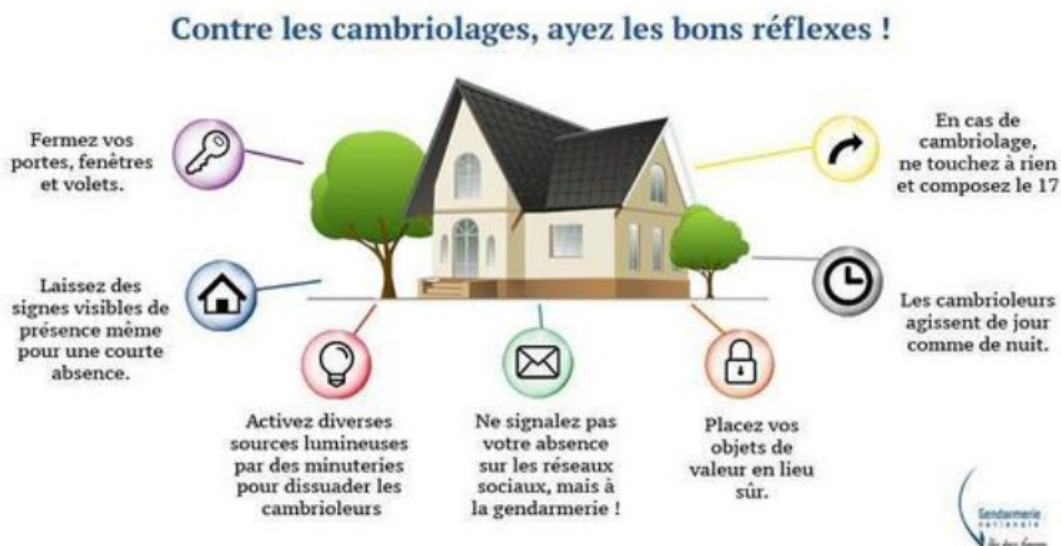 Contre les cambriolages, ayez les bons réflexes !
Fermez vos
portes, fenêtres
et volets.
En cas de
cambriolage,
ne touchez à rien
et composez le 17
Laissez des
signes visibles de
présence même
pour une courte
absence.
Les cambrioleurs
agissent de jour
comme de nuit.
Activez diverses
sources lumineuses
par des minuteries
pour dissuader les
cambrioleurs
Ne signalez pas
votre absence
sur les réseaux
sociaux, mais à
la gendarmerie !
Placez vos
objets de
valeur en lieu
sûr.
Gendarmerie
nationale